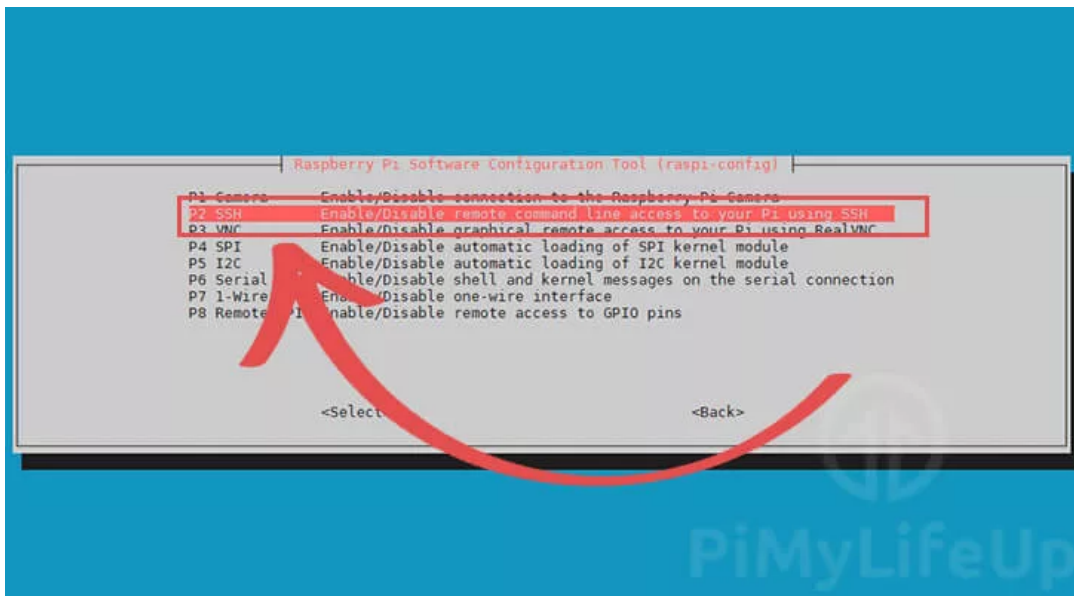 Raspberry Pi Software Configuration Tool (raspi-config)
P1 Camera Enable/Disable connection to the Raspberry Pi Camera
P2 SSH Enable/Disable remote command line access to your Pi using SSH
P3 VNC Enable/Disable graphical remote access to your Pi using RealVNC
P4 SPI Enable/Disable automatic loading of SPI kernel module
P5 I2C Enable/Disable automatic loading of I2C kernel module
P6 Serial Enable/Disable shell and kernel messages on the serial connection
P7 1-Wire Enable/Disable one-wire interface
P8 Remote Enable/Disable remote access to GPIO pins
<Select> <Back>
PiMyLifeUp